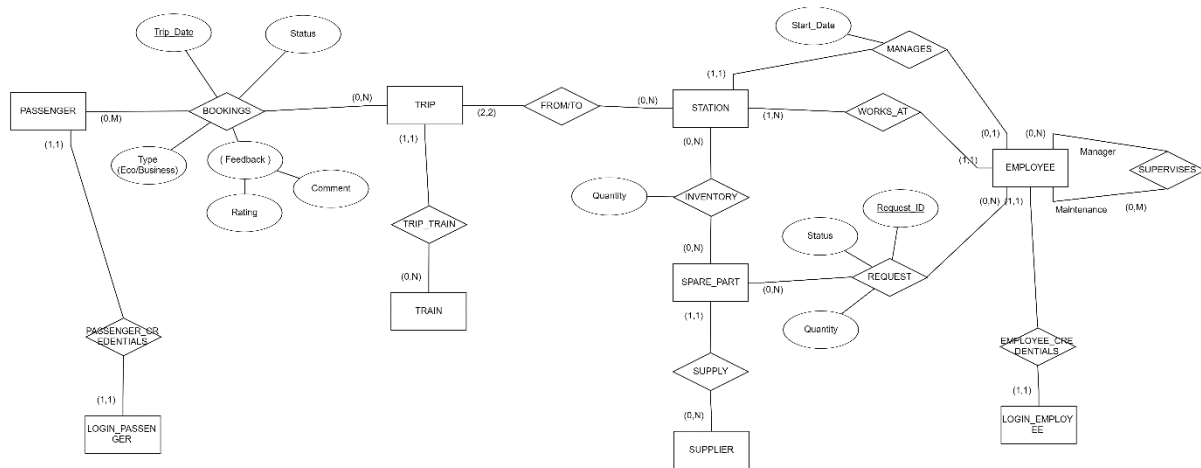 Trip_Date
Status
Start_Date
MANAGES
(1,1)
PASSENGER
(0,M)
BOOKINGS
(0,N)
TRIP
(2,2)
FROM/TO
(0,N)
STATION
(1,N)
WORKS_AT
(1,1)
(0,1)
(0,N)
Manager
EMPLOYEE
SUPERVISES
Maintenance
(0,M)
(1,1)
Type
(Eco/Business)
( Feedback )
Comment
Rating
(1,1)
TRIP_TRAIN
(0,N)
TRAIN
(0,N)
Quantity
INVENTORY
(0,N)
SPARE_PART
(0,N)
Request_ID
Status
REQUEST
Quantity
(0,N)
(1,1)
(1,1)
SUPPLY
(0,N)
SUPPLIER
PASSENGER_CR
EDENTIALS
(1,1)
LOGIN_PASSEN
GER
EMPLOYEE_CRE
DENTIALS
(1,1)
LOGIN_EMPLOY
EE